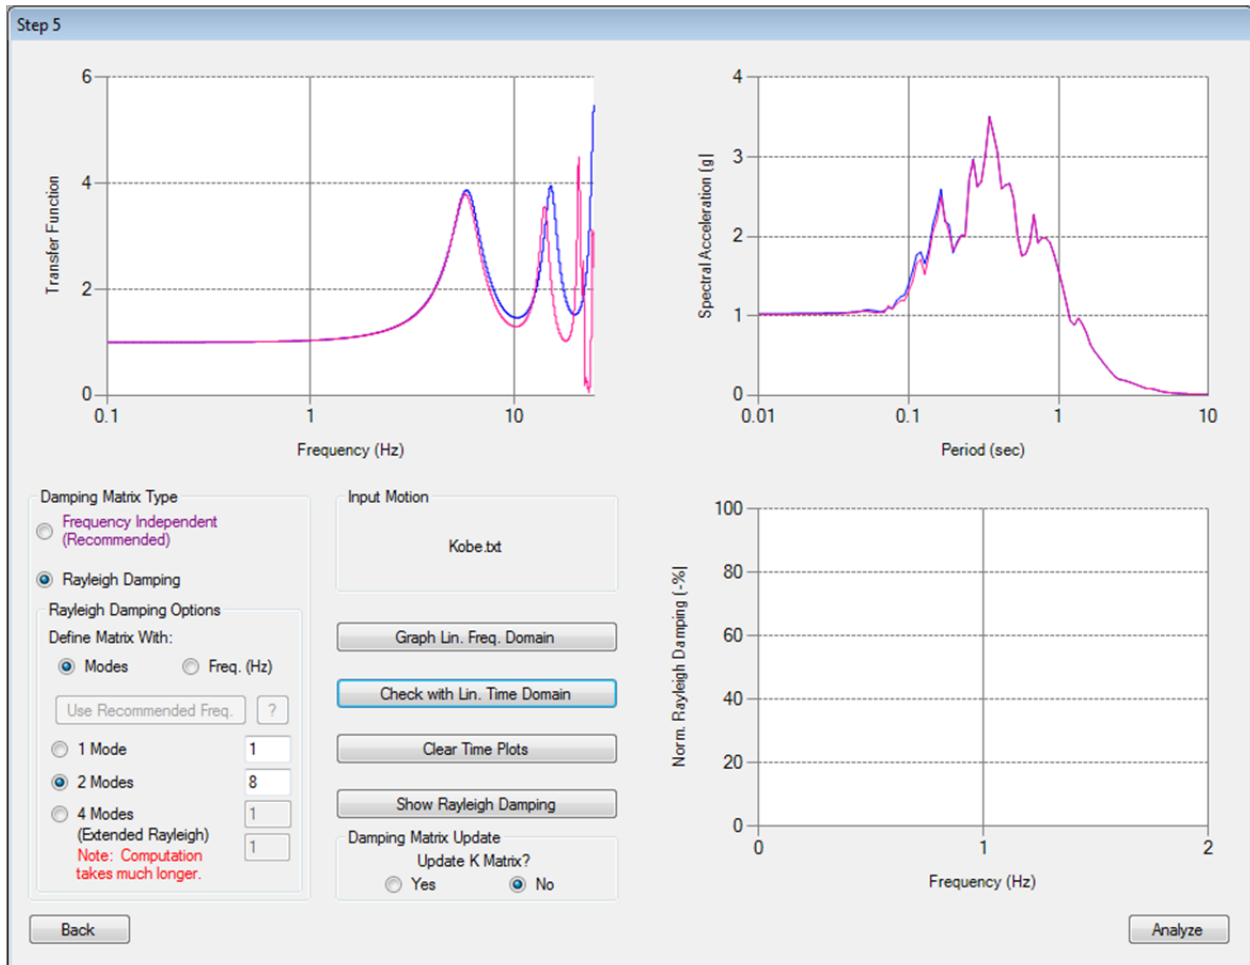 Step 5
6
4
2
0
0.1
1
10
Transfer Function
Frequency (Hz)
4
3
2
1
0
0.01
0.1
1
10
Spectral Acceleration (g|
Period (sec)
Damping Matrix Type
Frequency Independent
(Recommended)
Rayleigh Damping
Rayleigh Damping Options
Define Matrix With:
Modes
Freq. (Hz)
Use Recommended Freq.
?
1 Mode
1
2 Modes
8
4 Modes
1
(Extended Rayleigh)
1
Note: Computation
takes much longer.
Input Motion
Kobe.txt
Graph Lin. Freq. Domain
Check with Lin. Time Domain
Clear Time Plots
Show Rayleigh Damping
Damping Matrix Update
Update K Matrix?
Yes
No
100
80
60
40
20
0
0
1
2
Norm. Rayleigh Damping (-%|
Frequency (Hz)
Back
Analyze